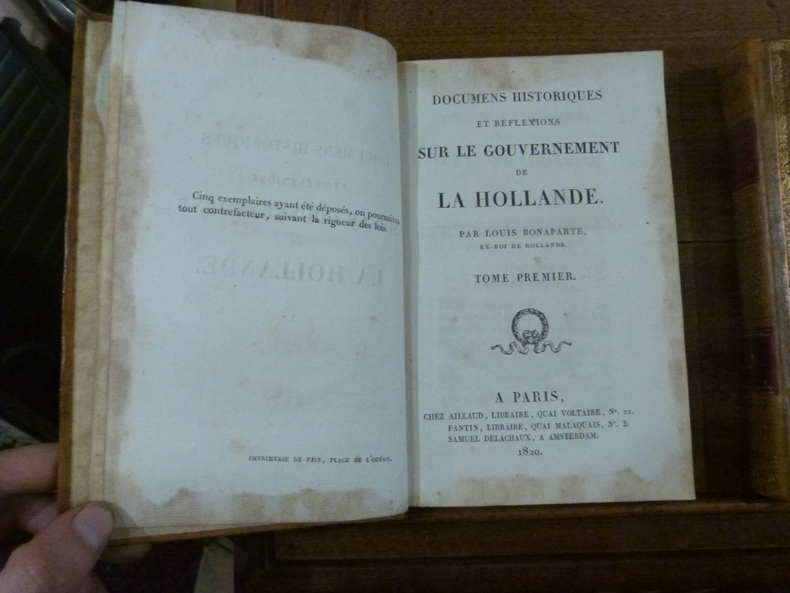 Cinq exemplaires ayant été déposés, on poursuivra
tout contrefacteur, suivant la rigueur des lois.
IMPRIMERIE DE FAIN, PLACE DE L'ODÉON.
DOCUMENS HISTORIQUES
ET RÉFLEXIONS
SUR LE GOUVERNEMENT
DE
LA HOLLANDE.
PAR LOUIS BONAPARTE,
EX-ROI DE HOLLANDE.
TOME PREMIER.
A PARIS,
CHEZ AILLAUD, LIBRAIRE, QUAI VOLTAIRE, N°. 21.
FANTIN, LIBRAIRE, QUAI MALAQUAIS, N°. 3.
SAMUEL DELACHAUX, A AMSTERDAM.
1820.